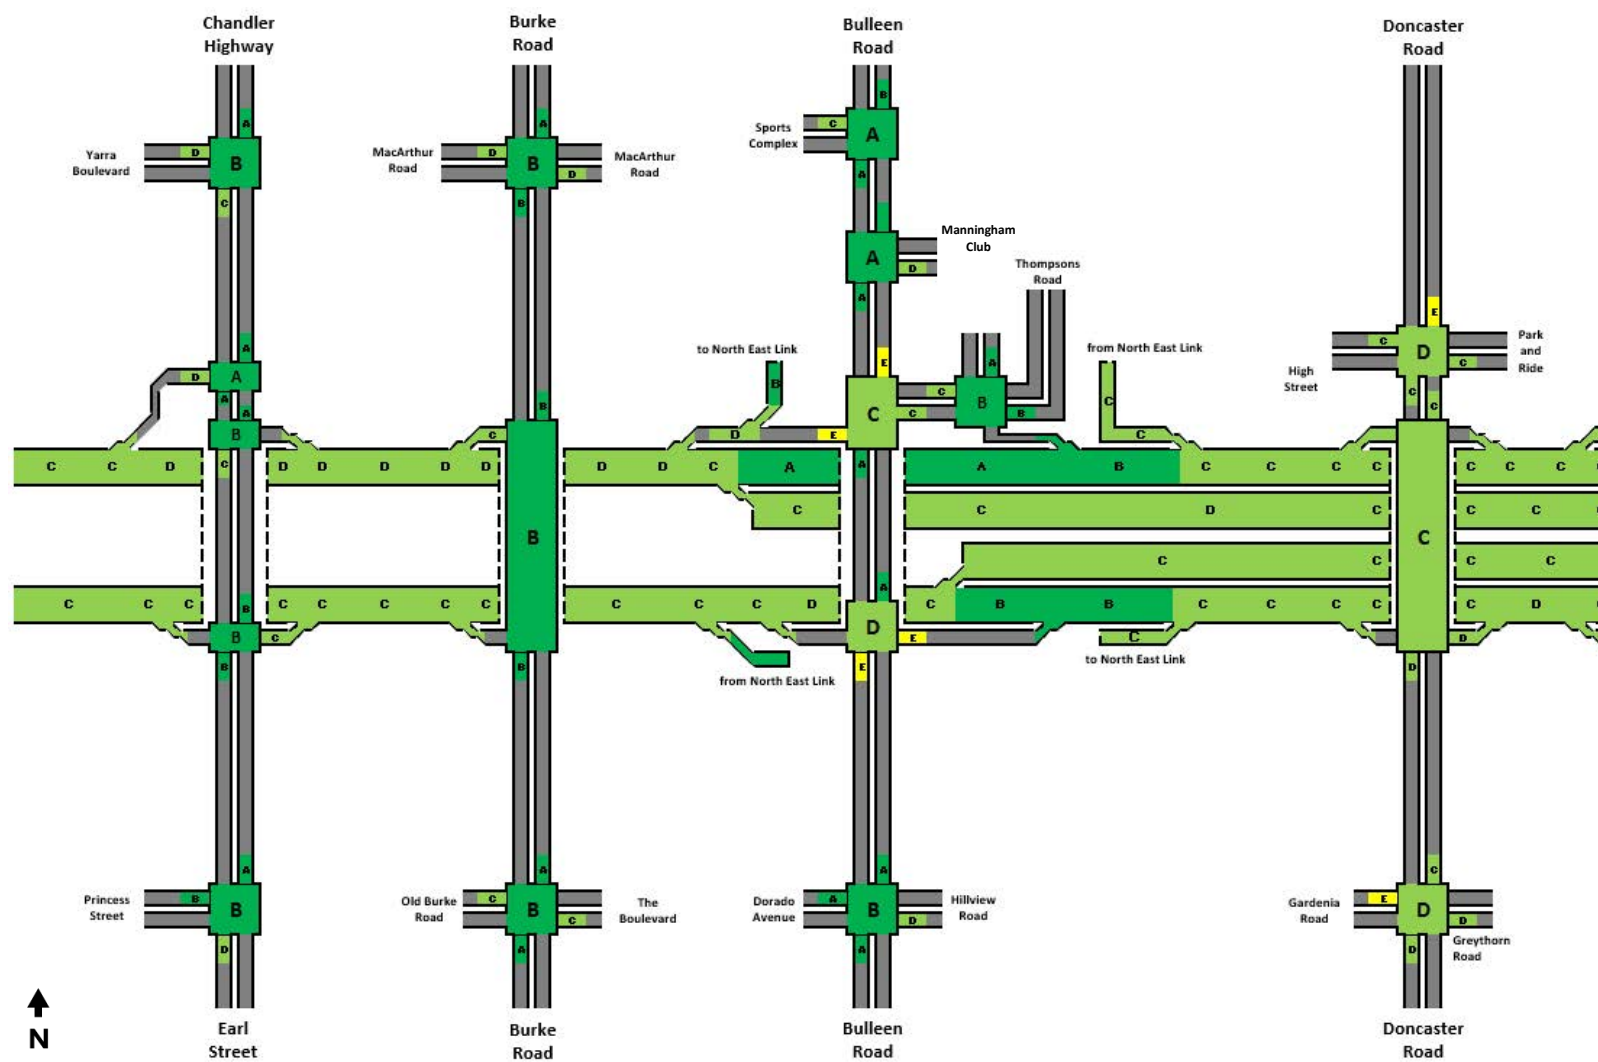 Chandler
Highway
Burke
Road
Bulleen
Road
Doncaster
Road
B
A
A
A
Sports
Complex
C
A
Yarra
Boulevard
D
B
MacArthur
Road
D
B
MacArthur
Road
D
A
C
B
Manningham
Club
A
D
Thompsons
Road
A
E
A
to North East Link
E
A
from North East Link
High
Street
C
D
C
Park
and
Ride
D
A
B
C
C
B
C
C
B
A
A
B
C
C
C
B
C
D
E
C
C
C
D
C
A
D
D
D
D
D
D
D
C
A
A
B
C
C
C
C
C
C
C
C
C
D
C
C
C
B
C
C
C
C
C
A
C
C
C
B
C
C
C
C
C
C
C
C
D
C
B
B
C
C
C
C
C
D
C
B
C
D
E
C
D
B
B
E
D
B
from North East Link
to North East Link
A
A
A
C
Princess
Street
B
B
Old Burke
Road
C
B
C
The
Boulevard
Dorado
Avenue
A
B
D
Hillview
Road
Gardenia
Road
E
D
D
Greythorn
Road
D
A
A
D
N
Earl
Street
Burke
Road
Bulleen
Road
Doncaster
Road